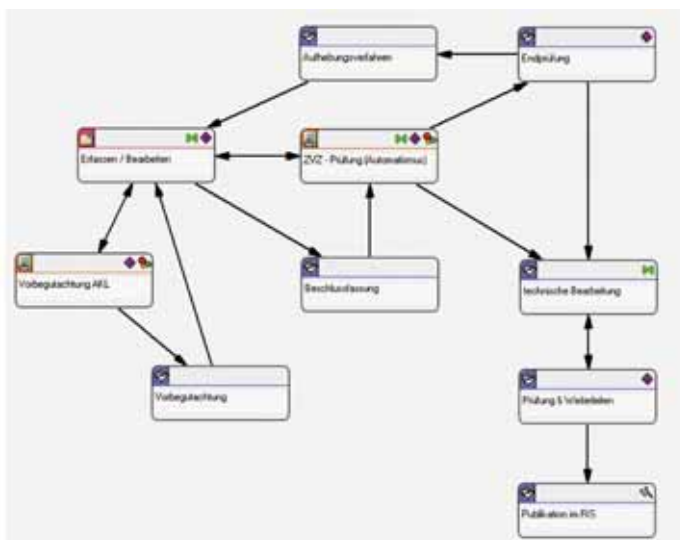 Aufhebungsverfahren
Endprüfung
Erfassen / Bearbeiten
ZVZ - Prüfung (Automatismus)
Vorbegutachtung AKL
Beschlussfassung
technische Bearbeitung
Vorbegutachtung
Prüfung & Weiterleiten
Publikation im RIS